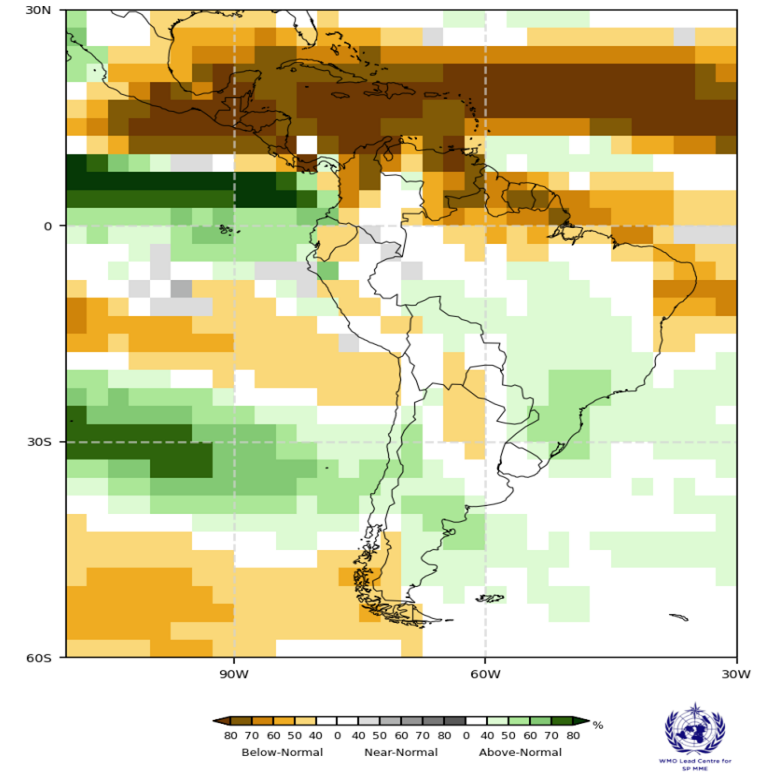 30N
0
30S
60S
90W 60W 30W
80 70 60 50 40 0 40 50 60 70 80 0 40 50 60 70 80 %
Below-Normal Near-Normal Above-Normal
WMO Lead Centre for
SP MME